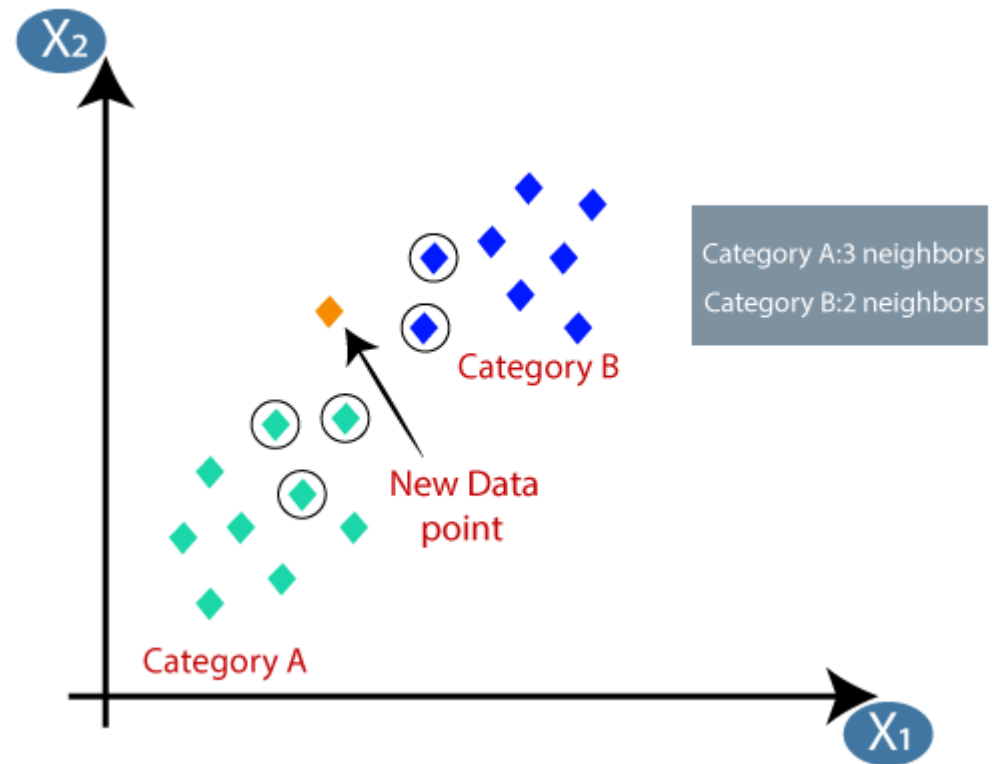 X₂
Category A:3 neighbors
Category B:2 neighbors
Category B
New Data
point
Category A
X₁